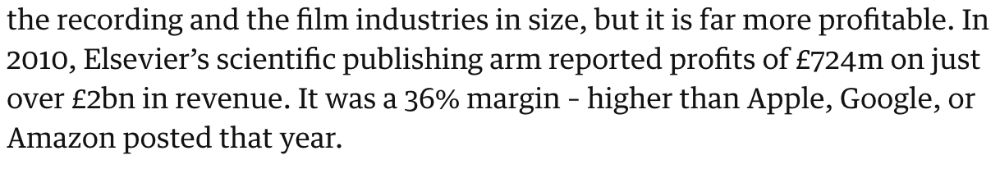 the recording and the film industries in size, but it is far more profitable. In
2010, Elsevier’s scientific publishing arm reported profits of £724m on just
over £2bn in revenue. It was a 36% margin – higher than Apple, Google, or
Amazon posted that year.